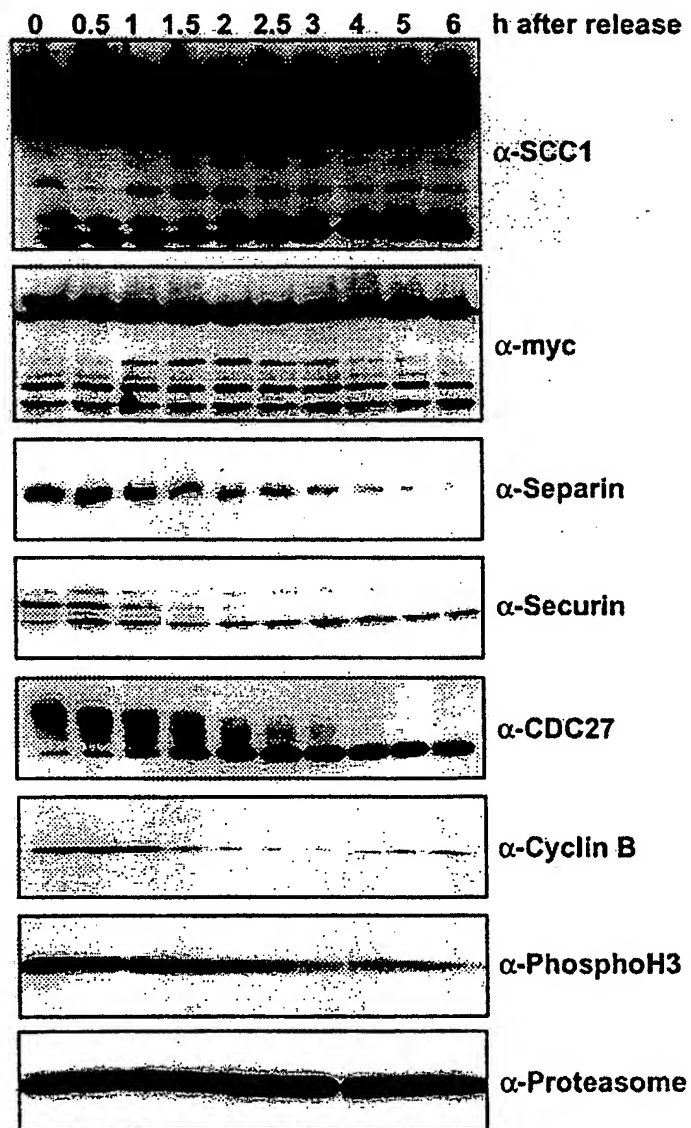 0 0.5 1 1.5 2 2.5 3 4 5 6 h after release
α-SCC1
α-myc
α-Separin
α-Securin
α-CDC27
α-Cyclin B
α-PhosphoH3
α-Proteasome